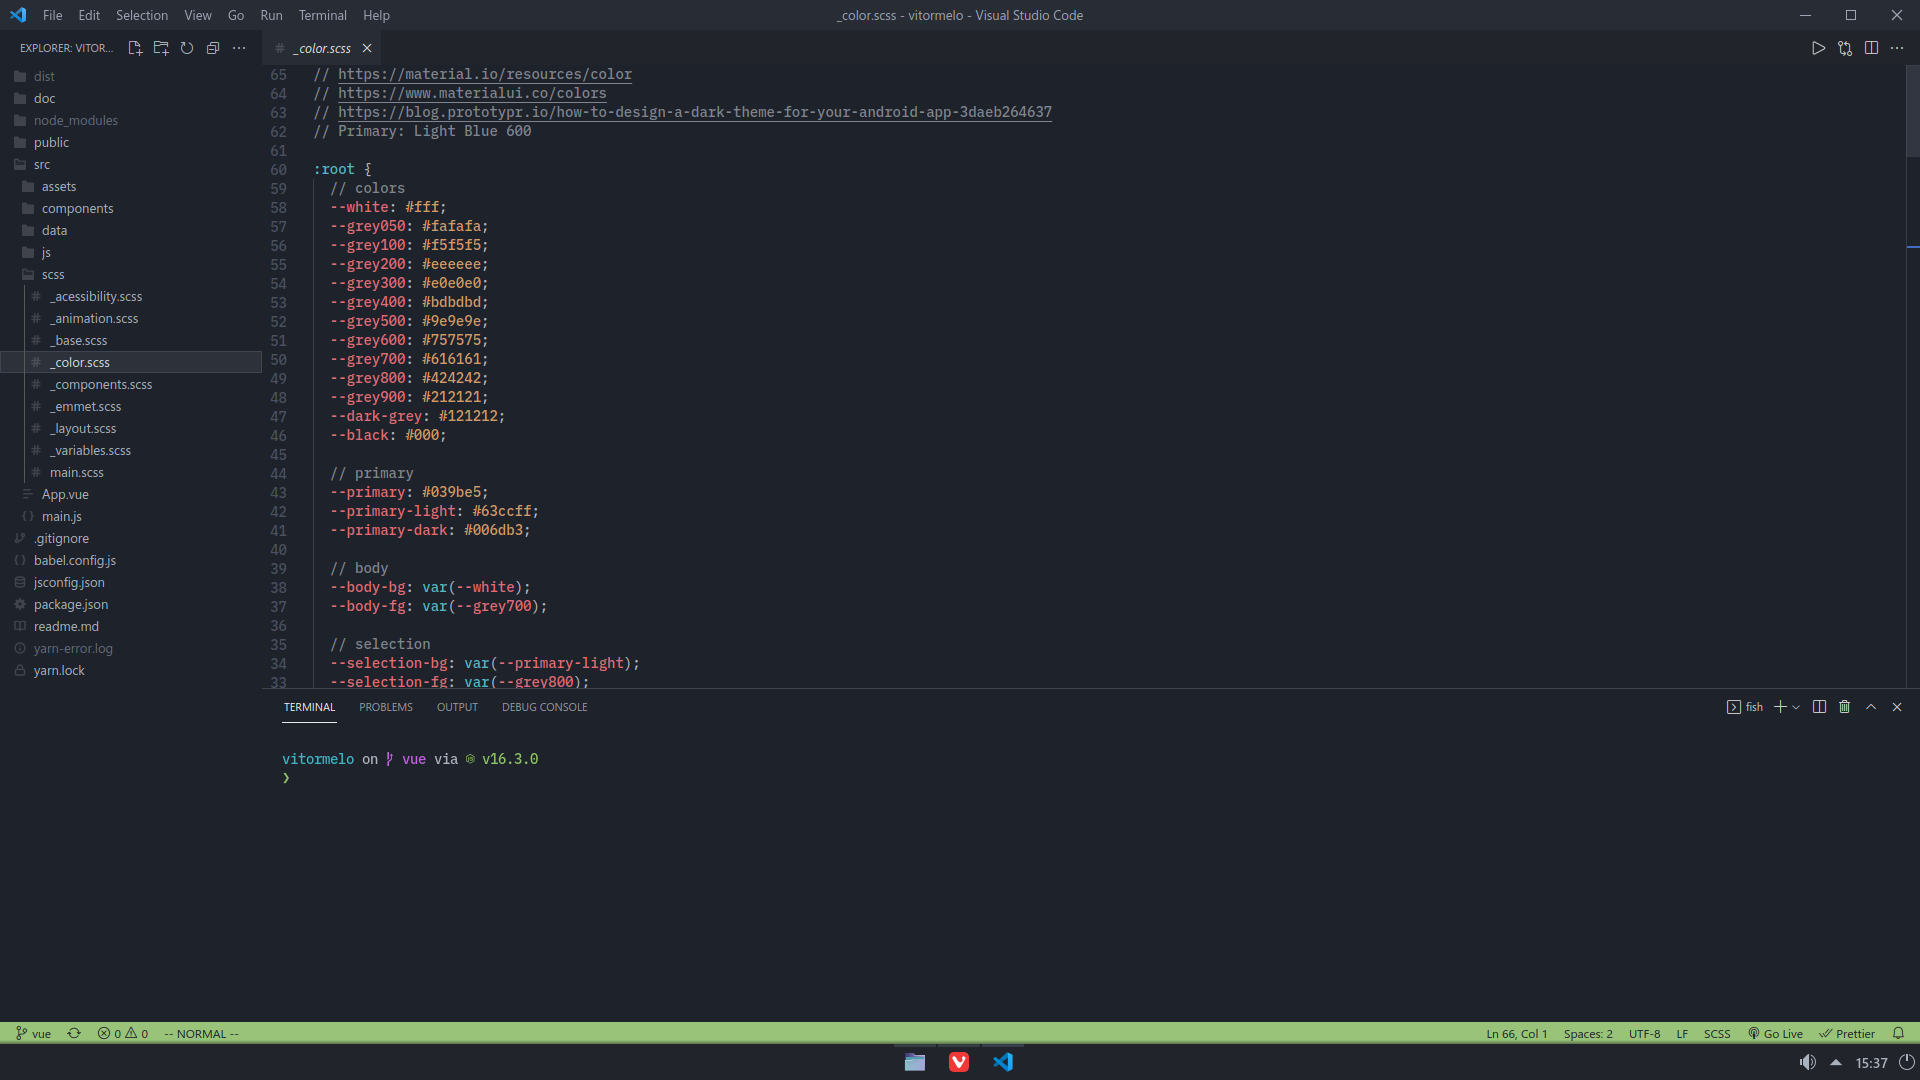 File Edit Selection View Go Run Terminal Help
_color.scss - vitormelo - Visual Studio Code
EXPLORER: VITOR...
dist
doc
node_modules
public
src
assets
components
data
js
scss
# _acessibility.scss
# _animation.scss
# _base.scss
# _color.scss
# _components.scss
# _emmet.scss
# _layout.scss
# _variables.scss
# main.scss
App.vue
{} main.js
.gitignore
{} babel.config.js
jsconfig.json
package.json
readme.md
yarn-error.log
yarn.lock
# _color.scss
65 // https://material.io/resources/color
64 // https://www.materialui.co/colors
63 // https://blog.prototypr.io/how-to-design-a-dark-theme-for-your-android-app-3daeb264637
62 // Primary: Light Blue 600
61
60 :root {
59 // colors
58 --white: #fff;
57 --grey050: #fafafa;
56 --grey100: #f5f5f5;
55 --grey200: #eeeeee;
54 --grey300: #e0e0e0;
53 --grey400: #bdbdbd;
52 --grey500: #9e9e9e;
51 --grey600: #757575;
50 --grey700: #616161;
49 --grey800: #424242;
48 --grey900: #212121;
47 --dark-grey: #121212;
46 --black: #000;
45
44 // primary
43 --primary: #039be5;
42 --primary-light: #63ccff;
41 --primary-dark: #006db3;
40
39 // body
38 --body-bg: var(--white);
37 --body-fg: var(--grey700);
36
35 // selection
34 --selection-bg: var(--primary-light);
33 --selection-fg: var(--grey800);
TERMINAL PROBLEMS OUTPUT DEBUG CONSOLE
fish
vitormelo on vue via v16.3.0
❯
vue 0 0 -- NORMAL --
Ln 66, Col 1 Spaces: 2 UTF-8 LF SCSS Go Live Prettier
15:37